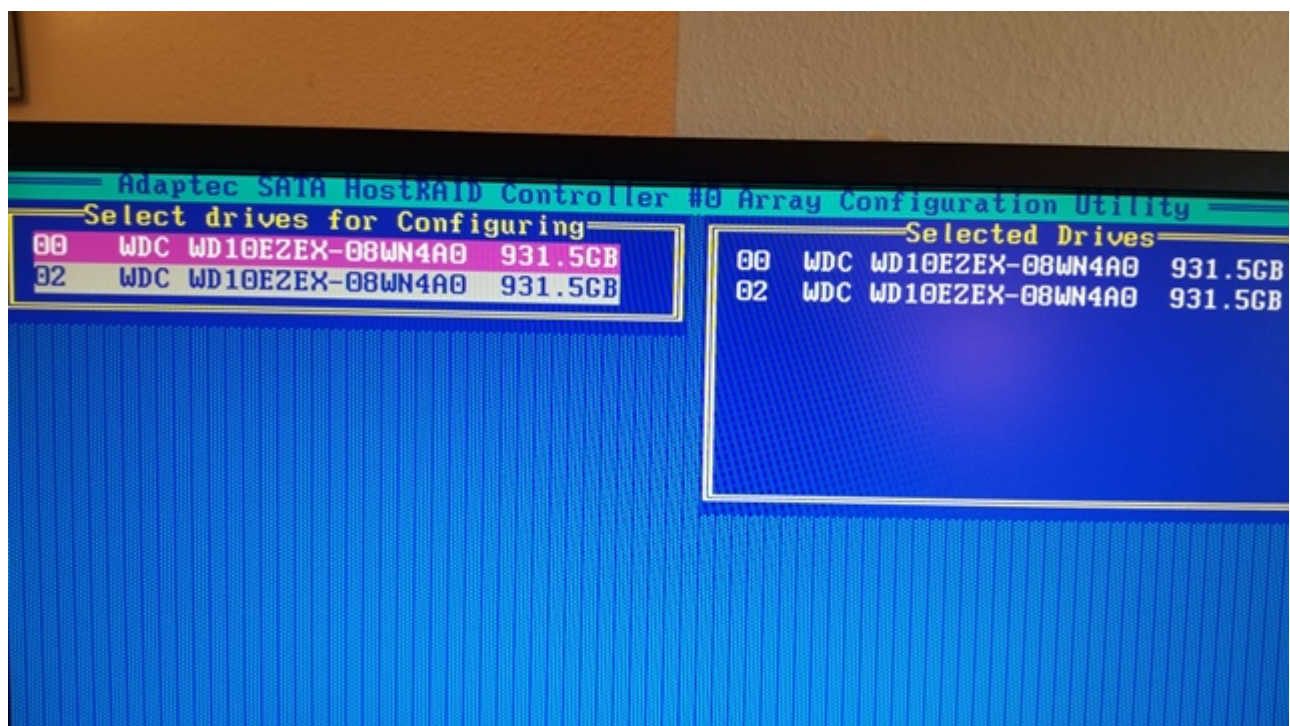 Adaptec SATA HostRAID Controller #0 Array Configuration Utility
Select drives for Configuring
00 WDC WD10EZEX-08WN4A0 931.5GB
02 WDC WD10EZEX-08WN4A0 931.5GB
Selected Drives
00 WDC WD10EZEX-08WN4A0 931.5GB
02 WDC WD10EZEX-08WN4A0 931.5GB